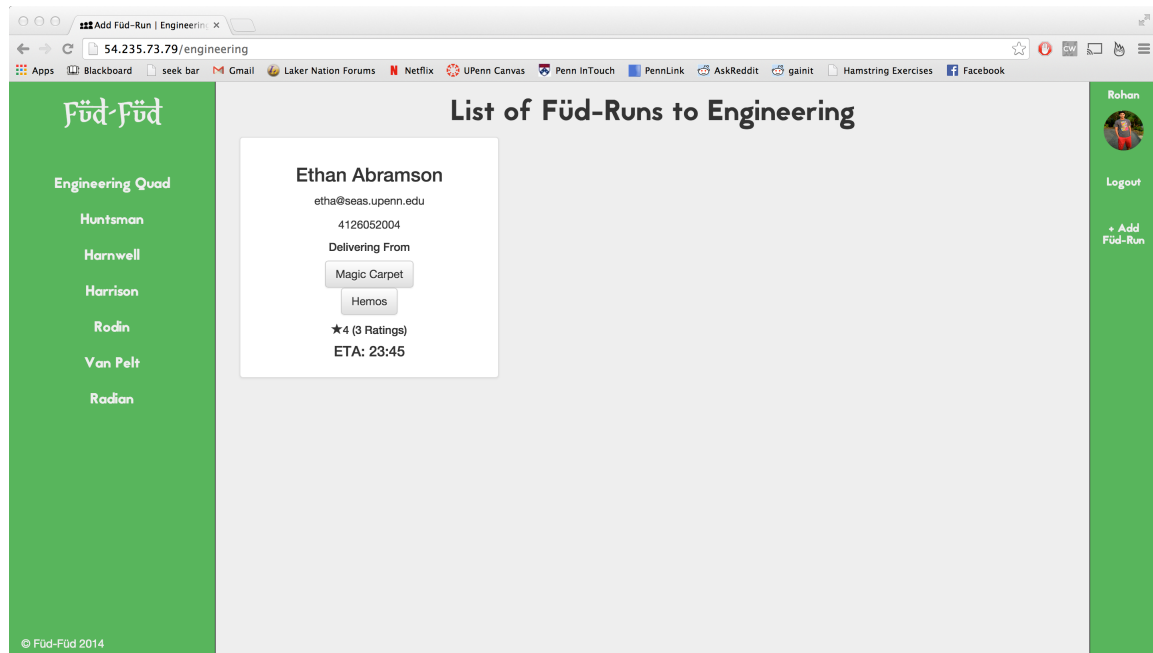 Add Füd-Run | Engineering
54.235.73.79/engineering
Apps Blackboard seek bar Gmail Laker Nation Forums Netflix UPenn Canvas Penn InTouch PennLink AskReddit gainit Hamstring Exercises Facebook
Füd-Füd
Engineering Quad
Huntsman
Harnwell
Harrison
Rodin
Van Pelt
Radian
© Füd-Füd 2014
List of Füd-Runs to Engineering
Ethan Abramson
etha@seas.upenn.edu
4126052004
Delivering From
Magic Carpet
Hemos
★4 (3 Ratings)
ETA: 23:45
Rohan
Logout
+ Add
Füd-Run